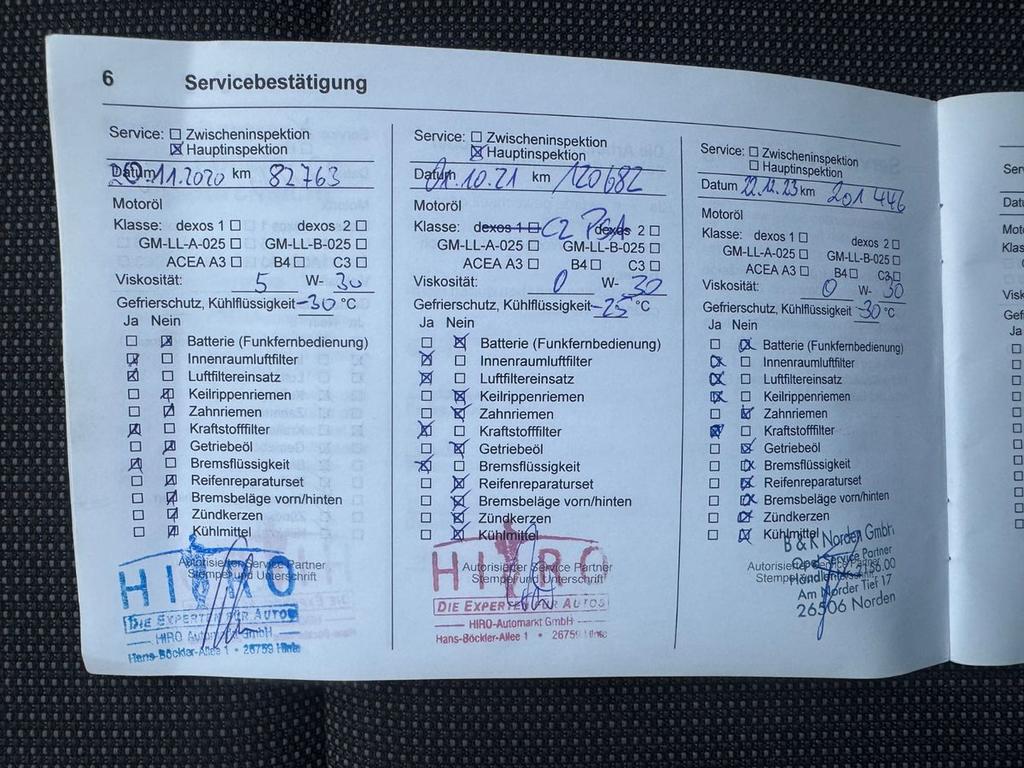 6 Servicebestätigung
Service: ☐ Zwischeninspektion
☒ Hauptinspektion
Datum 11.2020 km 82763
Motoröl
Klasse: dexos 1 ☐ dexos 2 ☐
GM-LL-A-025 ☐ GM-LL-B-025 ☐
ACEA A3 ☐ B4 ☐ C3 ☐
Viskosität: 5 W- 30
Gefrierschutz, Kühlflüssigkeit -30 °C
Ja Nein
☐ ☒ Batterie (Funkfernbedienung)
☒ ☐ Innenraumluftfilter
☒ ☐ Luftfiltereinsatz
☐ ☒ Keilrippenriemen
☐ ☒ Zahnriemen
☒ ☐ Kraftstofffilter
☐ ☒ Getriebeöl
☒ ☐ Bremsflüssigkeit
☐ ☒ Reifenreparaturset
☐ ☒ Bremsbeläge vorn/hinten
☐ ☒ Zündkerzen
☐ ☒ Kühlmittel
Autorisierter Service Partner
Stempel und Unterschrift
HIRO
DIE EXPERTEN FÜR AUTOS
HIRO Automarkt GmbH
Hans-Böckler-Allee 1 • 26759 Hinte
Service: ☐ Zwischeninspektion
☒ Hauptinspektion
Datum 01.10.21 km 120682
Motoröl
Klasse: dexos 1 ☐ C2 PSA dexos 2 ☐
GM-LL-A-025 ☐ GM-LL-B-025 ☐
ACEA A3 ☐ B4 ☐ C3 ☐
Viskosität: 0 W- 30
Gefrierschutz, Kühlflüssigkeit -25 °C
Ja Nein
☐ ☒ Batterie (Funkfernbedienung)
☒ ☐ Innenraumluftfilter
☒ ☐ Luftfiltereinsatz
☐ ☒ Keilrippenriemen
☐ ☒ Zahnriemen
☒ ☐ Kraftstofffilter
☐ ☒ Getriebeöl
☒ ☐ Bremsflüssigkeit
☐ ☒ Reifenreparaturset
☐ ☒ Bremsbeläge vorn/hinten
☐ ☒ Zündkerzen
☐ ☒ Kühlmittel
Autorisierter Service Partner
Stempel und Unterschrift
HIRO
DIE EXPERTEN FÜR AUTOS
HIRO-Automarkt GmbH
Hans-Böckler-Allee 1 • 26759 Hinte
Service: ☐ Zwischeninspektion
☐ Hauptinspektion
Datum 22.12.23 km 201 446
Motoröl
Klasse: dexos 1 ☐ dexos 2 ☐
GM-LL-A-025 ☐ GM-LL-B-025 ☐
ACEA A3 ☐ B4 ☐ C3 ☐
Viskosität: 0 W- 30
Gefrierschutz, Kühlflüssigkeit -30 °C
Ja Nein
☐ ☒ Batterie (Funkfernbedienung)
☒ ☐ Innenraumluftfilter
☒ ☐ Luftfiltereinsatz
☒ ☐ Keilrippenriemen
☐ ☒ Zahnriemen
☒ ☐ Kraftstofffilter
☐ ☒ Getriebeöl
☐ ☒ Bremsflüssigkeit
☐ ☒ Reifenreparaturset
☐ ☒ Bremsbeläge vorn/hinten
☐ ☒ Zündkerzen
☐ ☒ Kühlmittel
B & K Norden GmbH
Opel Service Partner
Am Norder Tief 17
26506 Norden